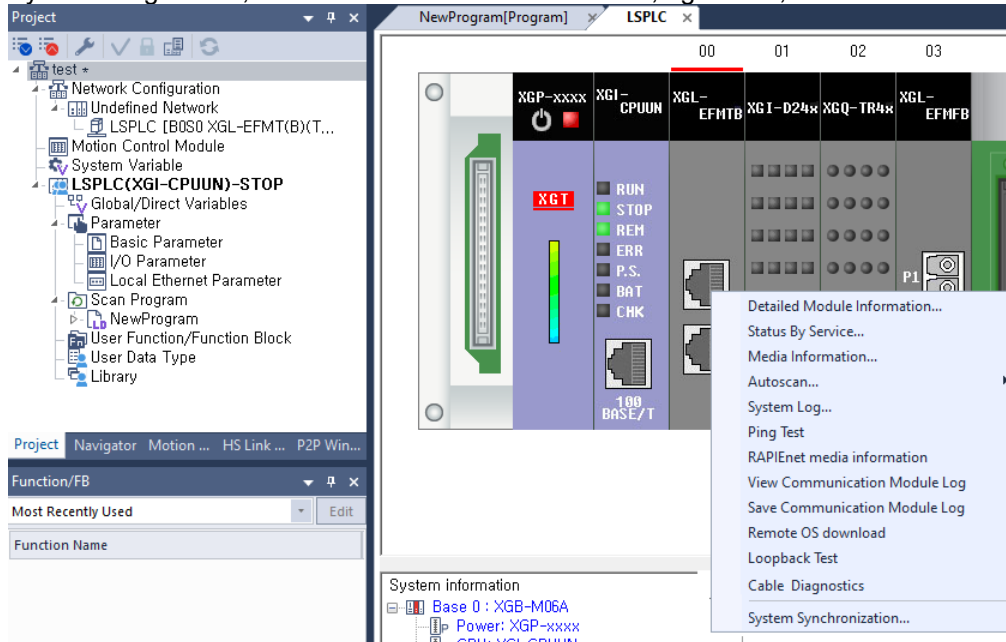 Project
test *
Network Configuration
Undefined Network
LSPLC [B0S0 XGL-EFMT(B)(T...
Motion Control Module
System Variable
LSPLC(XGI-CPUUN)-STOP
Global/Direct Variables
Parameter
Basic Parameter
I/O Parameter
Local Ethernet Parameter
Scan Program
NewProgram
User Function/Function Block
User Data Type
Library
Project Navigator Motion ... HS Link ... P2P Win...
Function/FB
Most Recently Used Edit
Function Name
NewProgram[Program] LSPLC
00 01 02 03
XGP-xxxx XGI-CPUUN XGL-EFMTB XGI-D24x XGQ-TR4x XGL-EFMFB
XGT
RUN
STOP
REM
ERR
P.S.
BAT
CHK
P1
100
BASE/T
Detailed Module Information...
Status By Service...
Media Information...
Autoscan...
System Log...
Ping Test
RAPIEnet media information
View Communication Module Log
Save Communication Module Log
Remote OS download
Loopback Test
Cable Diagnostics
System Synchronization...
System information
Base 0 : XGB-M06A
Power: XGP-xxxx